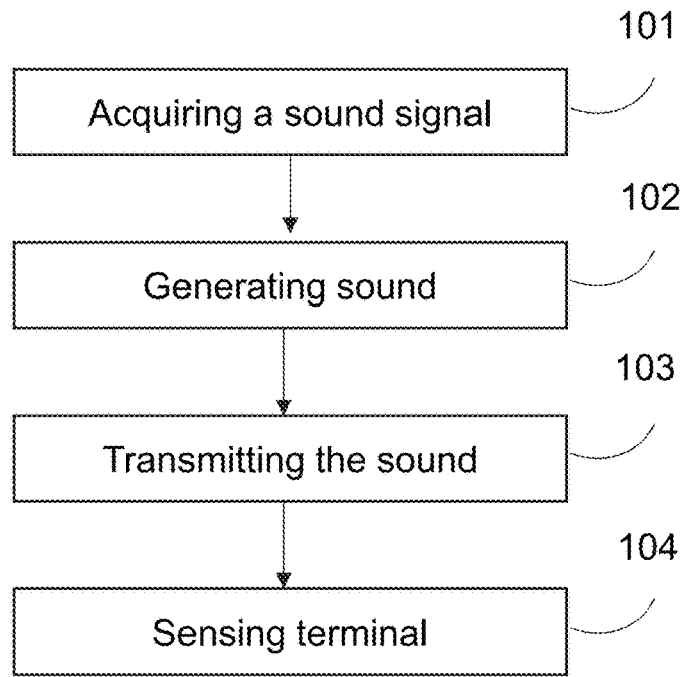 101
Acquiring a sound signal
102
Generating sound
103
Transmitting the sound
104
Sensing terminal